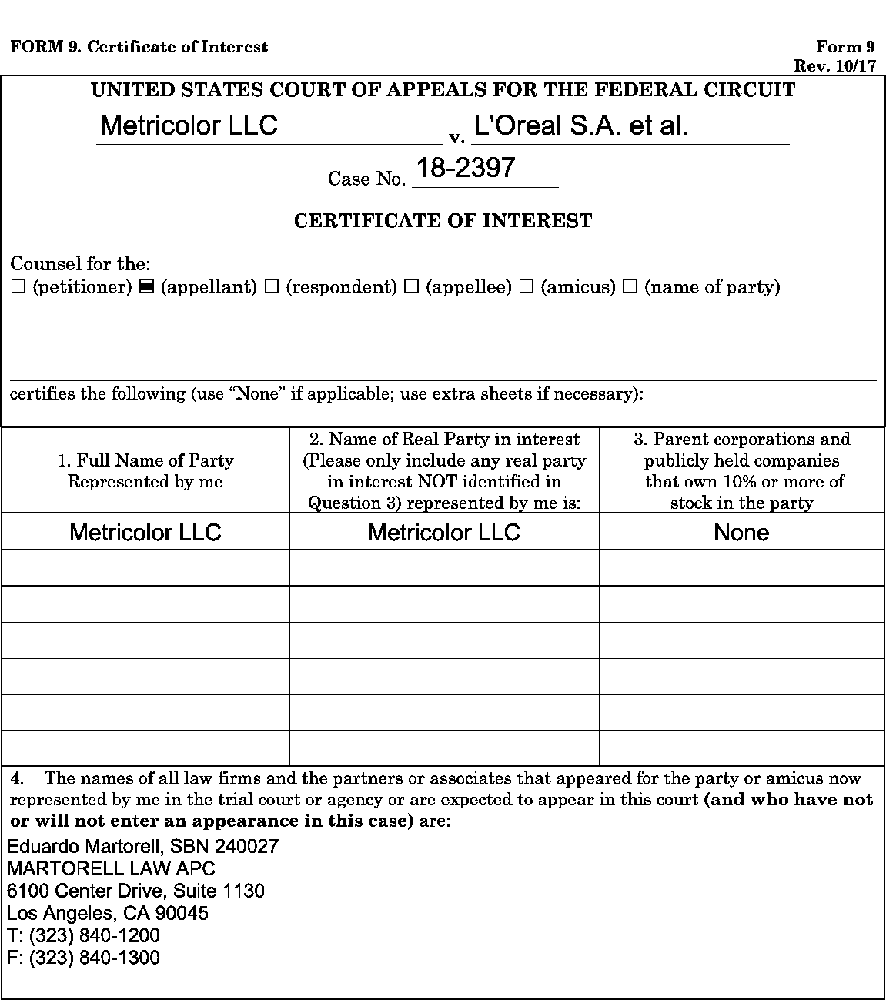 FORM 9. Certificate of Interest
Form 9
Rev. 10/17
UNITED STATES COURT OF APPEALS FOR THE FEDERAL CIRCUIT
Metricolor LLC v. L'Oreal S.A. et al.
Case No. 18-2397
CERTIFICATE OF INTEREST
Counsel for the:
☐ (petitioner) ☒ (appellant) ☐ (respondent) ☐ (appellee) ☐ (amicus) ☐ (name of party)
certifies the following (use “None” if applicable; use extra sheets if necessary):
1. Full Name of Party
Represented by me
2. Name of Real Party in interest
(Please only include any real party
in interest NOT identified in
Question 3) represented by me is:
3. Parent corporations and
publicly held companies
that own 10% or more of
stock in the party
Metricolor LLC
Metricolor LLC
None
4. The names of all law firms and the partners or associates that appeared for the party or amicus now
represented by me in the trial court or agency or are expected to appear in this court (and who have not
or will not enter an appearance in this case) are:
Eduardo Martorell, SBN 240027
MARTORELL LAW APC
6100 Center Drive, Suite 1130
Los Angeles, CA 90045
T: (323) 840-1200
F: (323) 840-1300